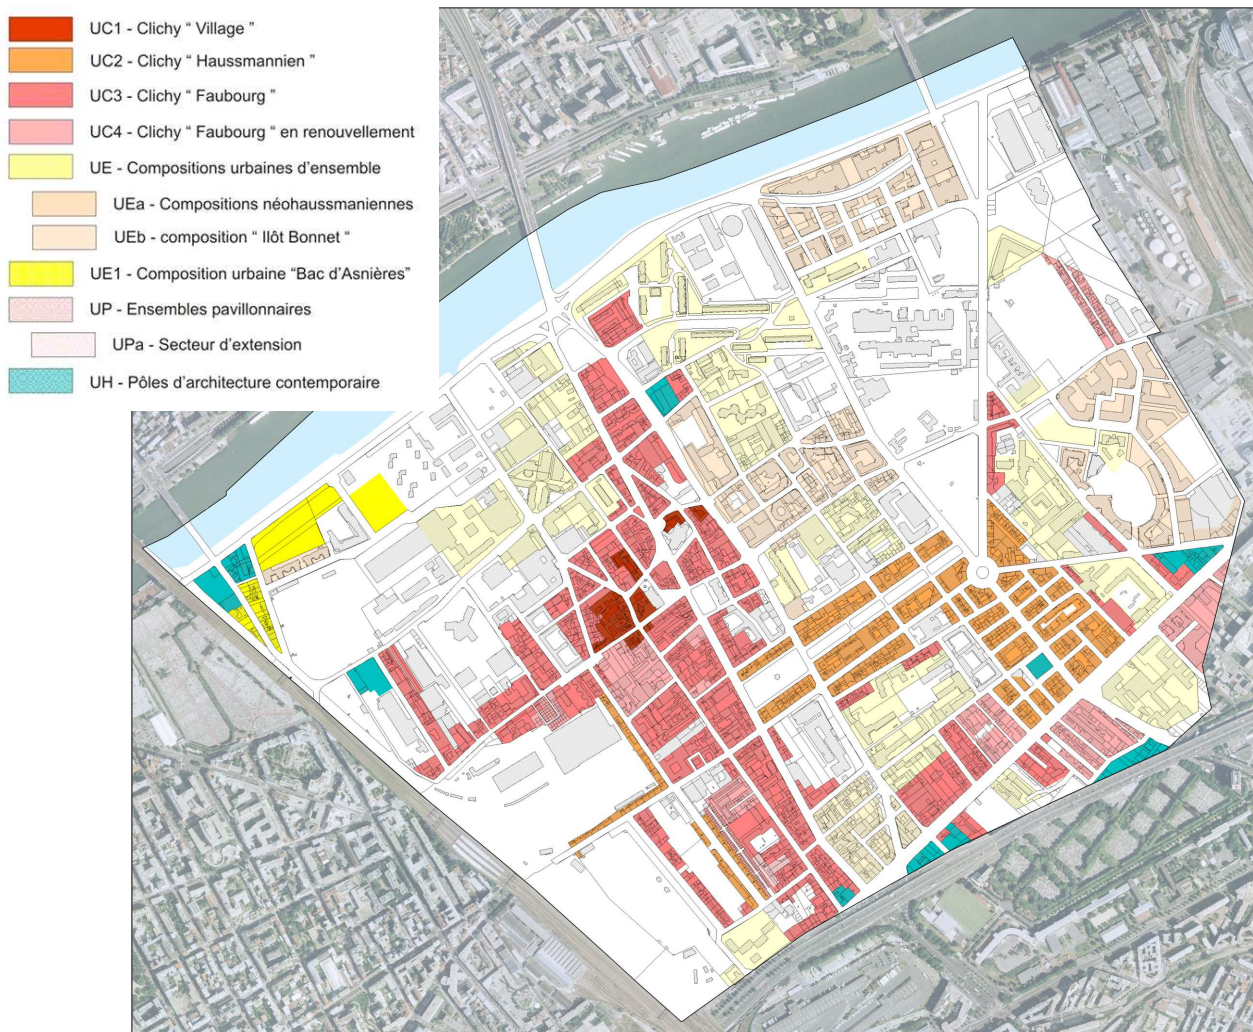 UC1 - Clichy “ Village ”
UC2 - Clichy “ Haussmannien ”
UC3 - Clichy “ Faubourg ”
UC4 - Clichy “ Faubourg “ en renouvellement
UE - Compositions urbaines d’ensemble
UEa - Compositions néohaussmaniennes
UEb - composition “ Ilôt Bonnet “
UE1 - Composition urbaine “Bac d’Asnières”
UP - Ensembles pavillonnaires
UPa - Secteur d’extension
UH - Pôles d’architecture contemporaire